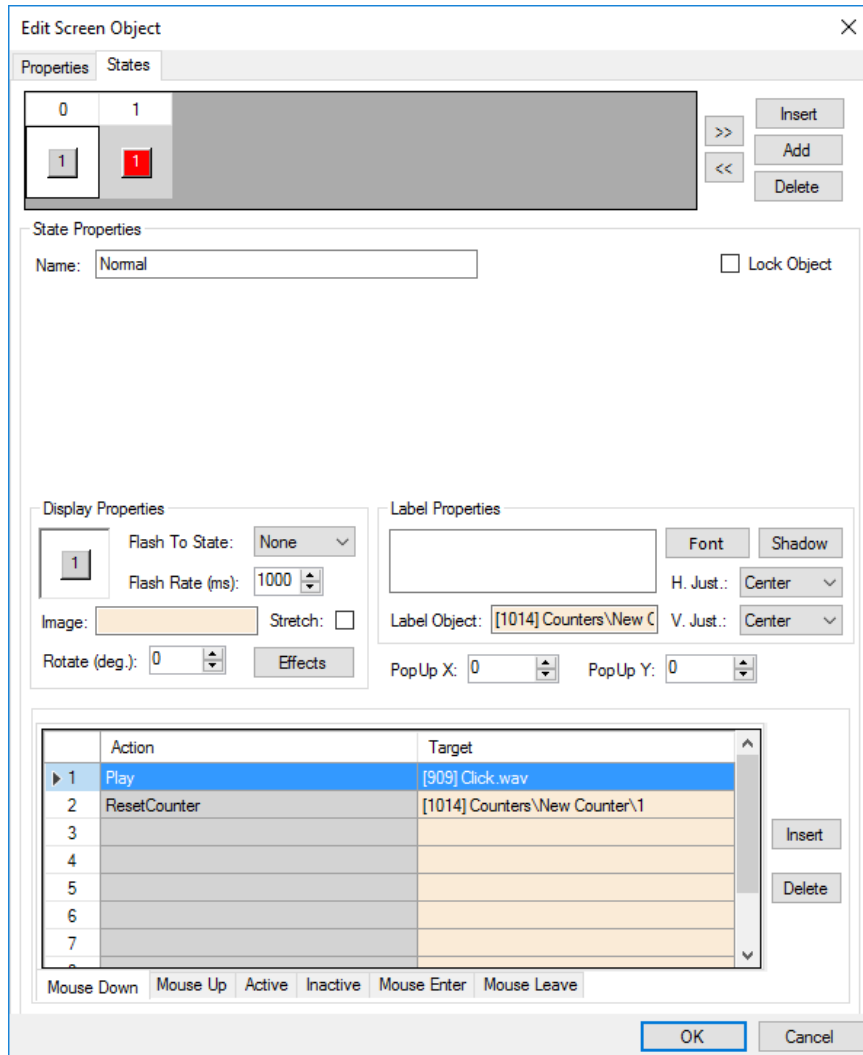 Edit Screen Object
Properties States
0 1
1 1
>>
<<
Insert
Add
Delete
State Properties
Name: Normal
Lock Object
Display Properties
1
Flash To State: None
Flash Rate (ms): 1000
Image:
Stretch:
Rotate (deg.): 0
Effects
Label Properties
Font Shadow
H. Just.: Center
Label Object: [1014] Counters\New C
V. Just.: Center
PopUp X: 0
PopUp Y: 0
Action Target
1 Play [909] Click.wav
2 ResetCounter [1014] Counters\New Counter\1
3
4
5
6
7
Insert
Delete
Mouse Down Mouse Up Active Inactive Mouse Enter Mouse Leave
OK Cancel